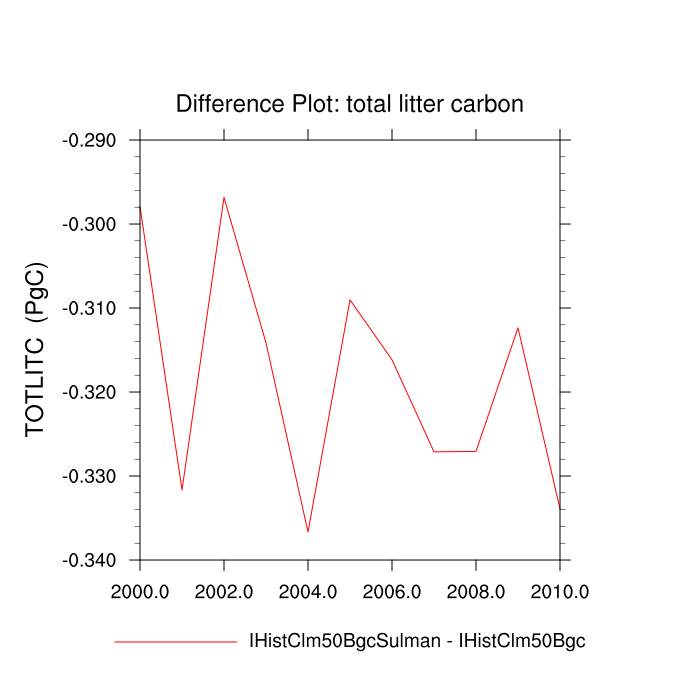 Difference Plot: total litter carbon
-0.290
-0.300
-0.310
-0.320
-0.330
-0.340
TOTLITC (PgC)
2000.0 2002.0 2004.0 2006.0 2008.0 2010.0
IHistClm50BgcSulman - IHistClm50Bgc